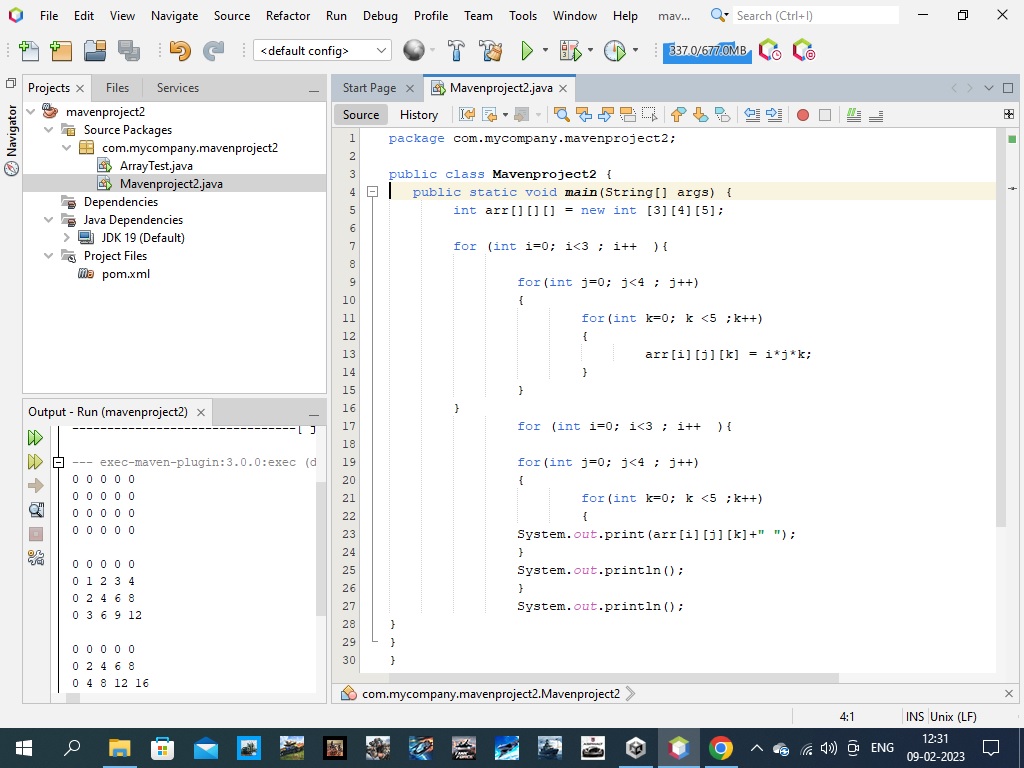 File Edit View Navigate Source Refactor Run Debug Profile Team Tools Window Help mav... Search (Ctrl+I)
<default config> 337.0/677.0MB
Projects Files Services
Navigator
mavenproject2
Source Packages
com.mycompany.mavenproject2
ArrayTest.java
Mavenproject2.java
Dependencies
Java Dependencies
JDK 19 (Default)
Project Files
pom.xml
Output - Run (mavenproject2)
--------------------------------[ j
--- exec-maven-plugin:3.0.0:exec (d
0 0 0 0 0
0 0 0 0 0
0 0 0 0 0
0 0 0 0 0
0 0 0 0 0
0 1 2 3 4
0 2 4 6 8
0 3 6 9 12
0 0 0 0 0
0 2 4 6 8
0 4 8 12 16
Start Page Mavenproject2.java
Source History
1 package com.mycompany.mavenproject2;
2
3 public class Mavenproject2 {
4 public static void main(String[] args) {
5 int arr[][][] = new int [3][4][5];
6
7 for (int i=0; i<3 ; i++ ){
8
9 for(int j=0; j<4 ; j++)
10 {
11 for(int k=0; k <5 ;k++)
12 {
13 arr[i][j][k] = i*j*k;
14 }
15 }
16 }
17 for (int i=0; i<3 ; i++ ){
18
19 for(int j=0; j<4 ; j++)
20 {
21 for(int k=0; k <5 ;k++)
22 {
23 System.out.print(arr[i][j][k]+" ");
24 }
25 System.out.println();
26 }
27 System.out.println();
28 }
29 }
30 }
com.mycompany.mavenproject2.Mavenproject2
4:1 INS Unix (LF)
ENG 12:31
09-02-2023